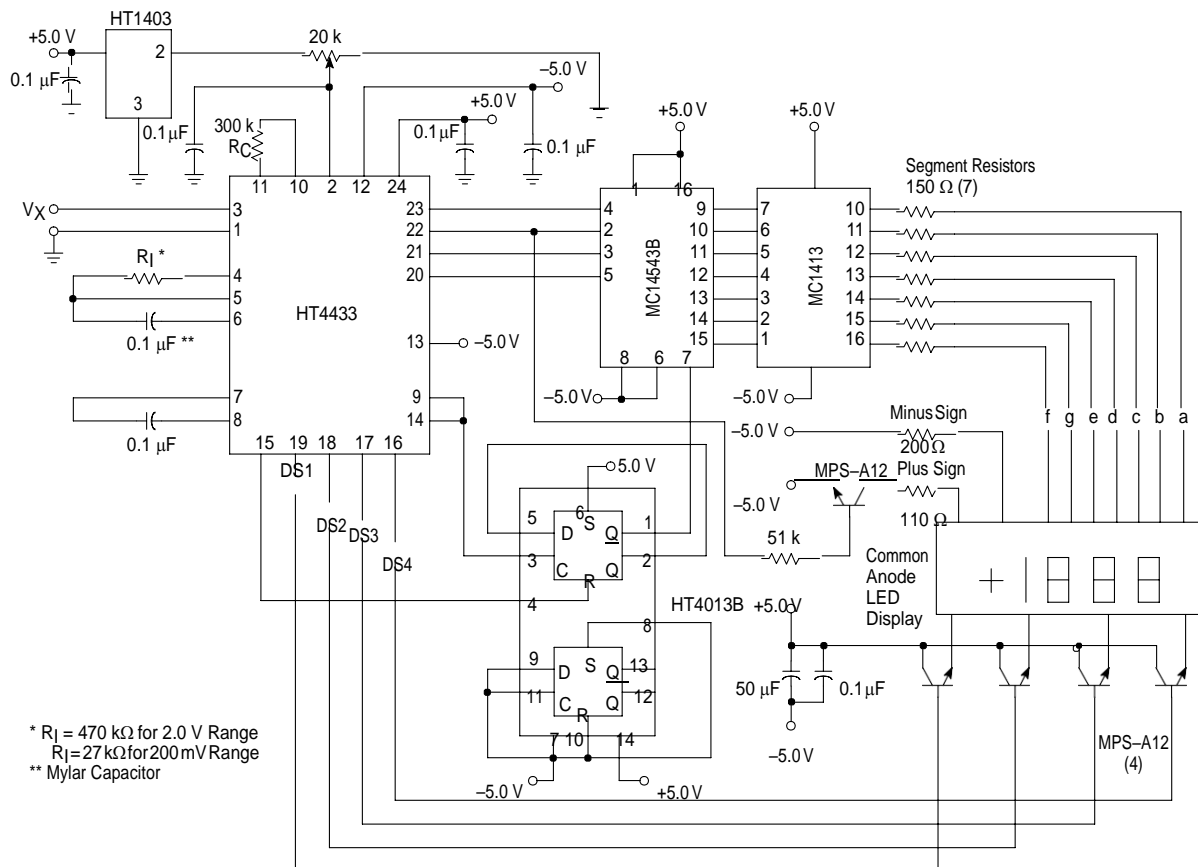 HT1403
+5.0 V
2
3
0.1 µF
20 k
–5.0 V
+5.0 V
0.1 µF
0.1 µF
0.1 µF
300 k
RC
11
10
2
12
24
VX
3
1
RI *
4
5
6
0.1 µF **
7
8
0.1 µF
HT4433
23
22
21
20
13
–5.0 V
9
14
15
19
18
17
16
DS1
DS2
DS3
DS4
+5.0 V
1
16
4
2
3
5
MC14543B
9
10
11
12
13
14
15
8
6
7
–5.0 V
+5.0 V
7
6
5
4
3
2
1
MC1413
10
11
12
13
14
15
16
–5.0 V
Segment Resistors
150 Ω (7)
f
g
e
d
c
b
a
Minus Sign
–5.0 V
200 Ω
MPS–A12
Plus Sign
–5.0 V
110 Ω
51 k
Common
Anode
LED
Display
5.0 V
6
5
D
S
Q
1
3
C
R
Q
2
4
HT4013B
8
9
D
S
Q
13
11
C
R
Q
12
7
10
14
–5.0 V
+5.0 V
+5.0 V
50 µF
0.1 µF
–5.0 V
MPS–A12
(4)
* RI = 470 kΩ for 2.0 V Range
RI = 27 kΩ for 200 mV Range
** Mylar Capacitor